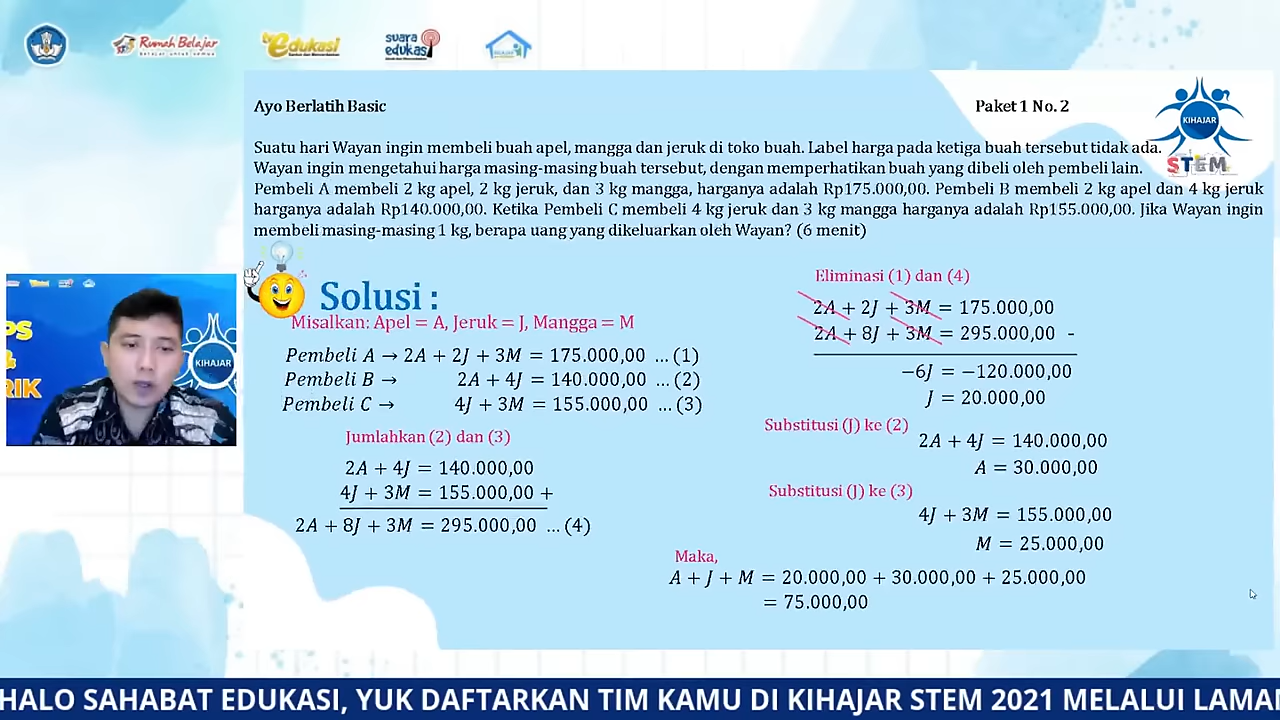 Rumah Belajar
Edukasi
suara
edukasi
Ayo Berlatih Basic
Paket 1 No. 2
KIHAJAR
STEM
Suatu hari Wayan ingin membeli buah apel, mangga dan jeruk di toko buah. Label harga pada ketiga buah tersebut tidak ada.
Wayan ingin mengetahui harga masing-masing buah tersebut, dengan memperhatikan buah yang dibeli oleh pembeli lain.
Pembeli A membeli 2 kg apel, 2 kg jeruk, dan 3 kg mangga, harganya adalah Rp175.000,00. Pembeli B membeli 2 kg apel dan 4 kg jeruk
harganya adalah Rp140.000,00. Ketika Pembeli C membeli 4 kg jeruk dan 3 kg mangga harganya adalah Rp155.000,00. Jika Wayan ingin
membeli masing-masing 1 kg, berapa uang yang dikeluarkan oleh Wayan? (6 menit)
Solusi :
Misalkan: Apel = A, Jeruk = J, Mangga = M
Pembeli A → 2A + 2J + 3M = 175.000,00 … (1)
Pembeli B → 2A + 4J = 140.000,00 … (2)
Pembeli C → 4J + 3M = 155.000,00 … (3)
Jumlahkan (2) dan (3)
2A + 4J = 140.000,00
4J + 3M = 155.000,00 +
2A + 8J + 3M = 295.000,00 … (4)
Eliminasi (1) dan (4)
2A + 2J + 3M = 175.000,00
2A + 8J + 3M = 295.000,00 -
−6J = −120.000,00
J = 20.000,00
Substitusi (J) ke (2)
2A + 4J = 140.000,00
A = 30.000,00
Substitusi (J) ke (3)
4J + 3M = 155.000,00
M = 25.000,00
Maka,
A + J + M = 20.000,00 + 30.000,00 + 25.000,00
= 75.000,00
PS
&
RIK
KIHAJAR
HALO SAHABAT EDUKASI, YUK DAFTARKAN TIM KAMU DI KIHAJAR STEM 2021 MELALUI LAMAN